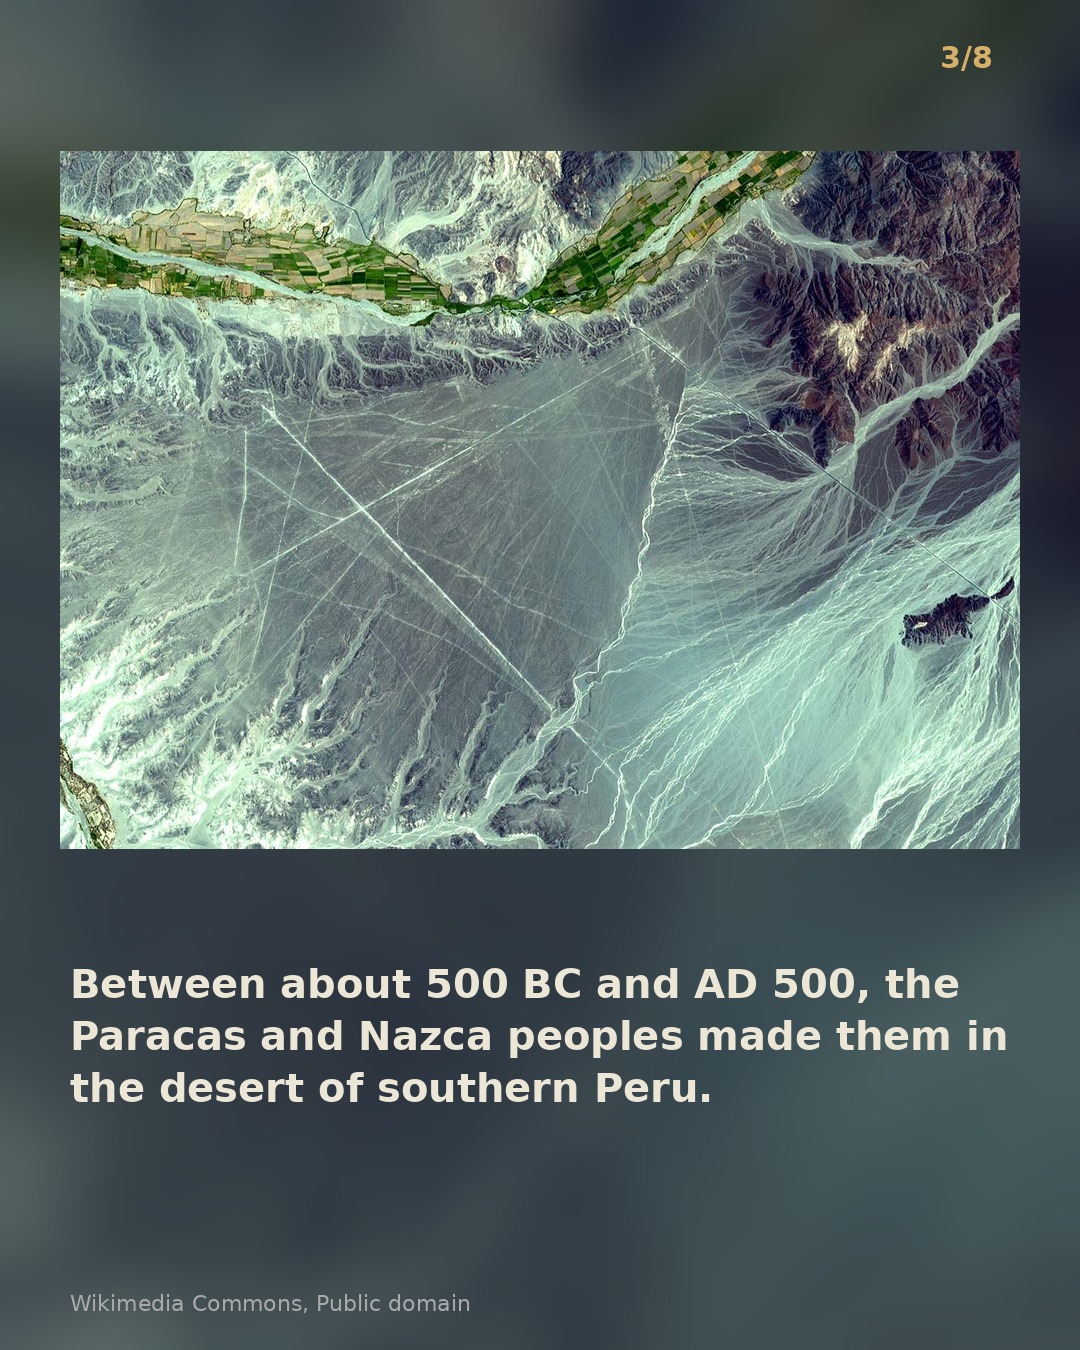 3/8
Between about 500 BC and AD 500, the
Paracas and Nazca peoples made them in
the desert of southern Peru.
Wikimedia Commons, Public domain